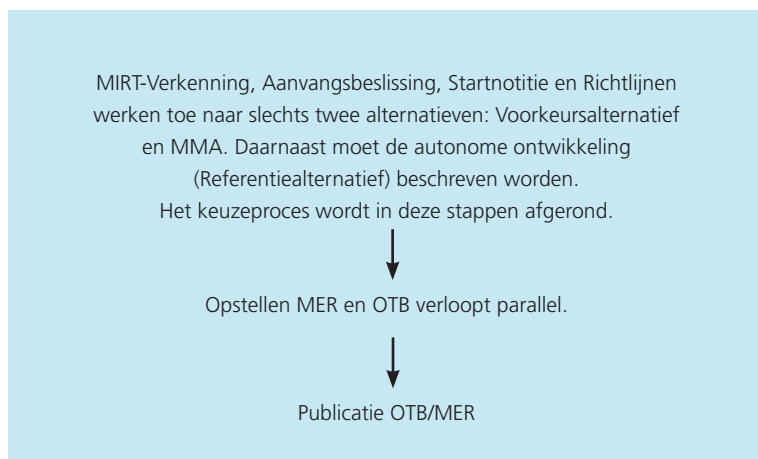 MIRT-Verkenning, Aanvangsbeslissing, Startnotitie en Richtlijnen
werken toe naar slechts twee alternatieven: Voorkeursalternatief
en MMA. Daarnaast moet de autonome ontwikkeling
(Referentiealternatief) beschreven worden.
Het keuzeproces wordt in deze stappen afgerond.
Opstellen MER en OTB verloopt parallel.
Publicatie OTB/MER